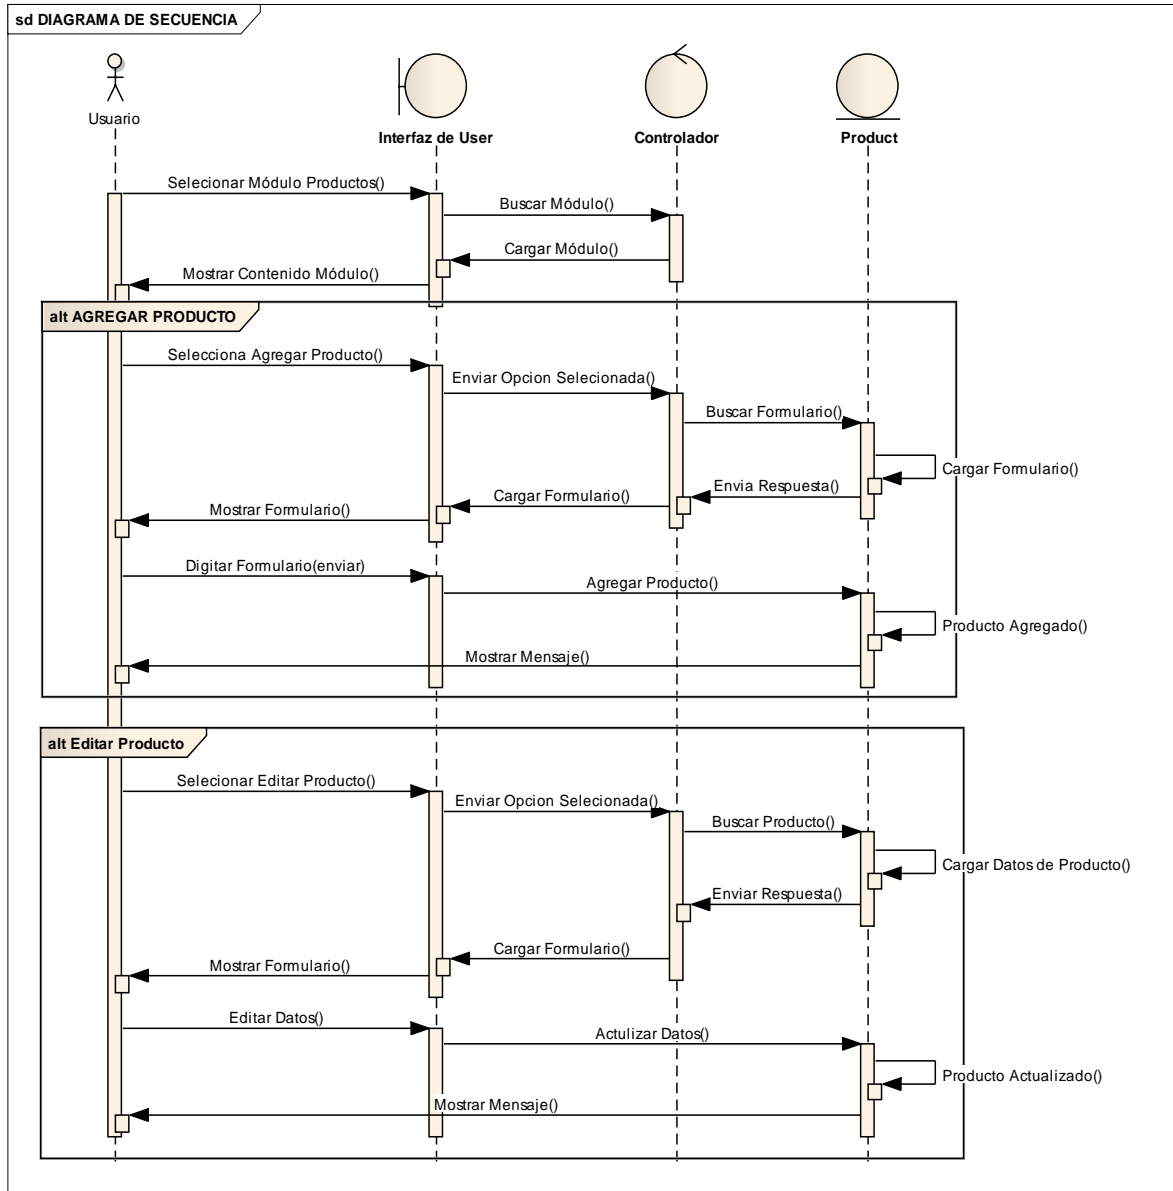 sd DIAGRAMA DE SECUENCIA
Usuario
Interfaz de User
Controlador
Product
Selecionar Módulo Productos()
Buscar Módulo()
Cargar Módulo()
Mostrar Contenido Módulo()
alt AGREGAR PRODUCTO
Selecciona Agregar Producto()
Enviar Opcion Selecionada()
Buscar Formulario()
Cargar Formulario()
Envia Respuesta()
Cargar Formulario()
Mostrar Formulario()
Digitar Formulario(enviar)
Agregar Producto()
Producto Agregado()
Mostrar Mensaje()
alt Editar Producto
Selecionar Editar Producto()
Enviar Opcion Selecionada()
Buscar Producto()
Cargar Datos de Producto()
Enviar Respuesta()
Cargar Formulario()
Mostrar Formulario()
Editar Datos()
Actulizar Datos()
Producto Actualizado()
Mostrar Mensaje()